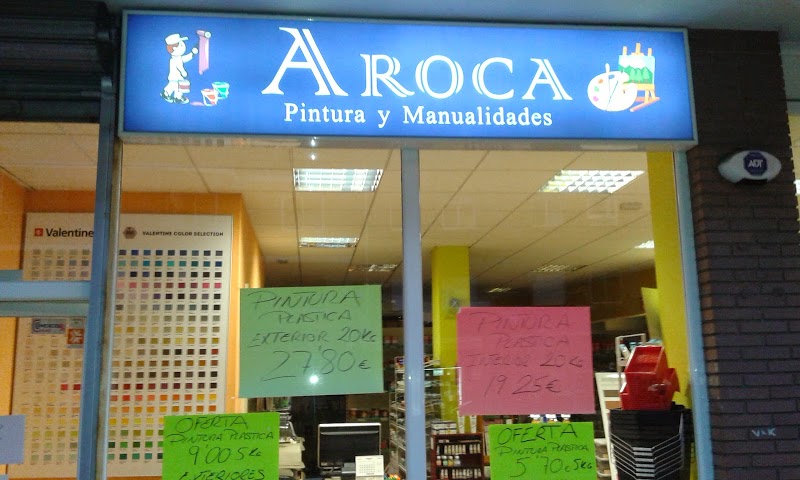 AROCA
Pintura y Manualidades
ADT
Valentine
VALENTINE COLOR SELECTION
PINTURA
PLASTICA
EXTERIOR 20KG
27'80€
PINTURA
PLASTICA
INTERIOR 20KG
19'25€
OFERTA
PINTURA PLASTICA
9'00 5KG
EXTERIORES
OFERTA
PINTURA PLASTICA
5'70€ 5KG